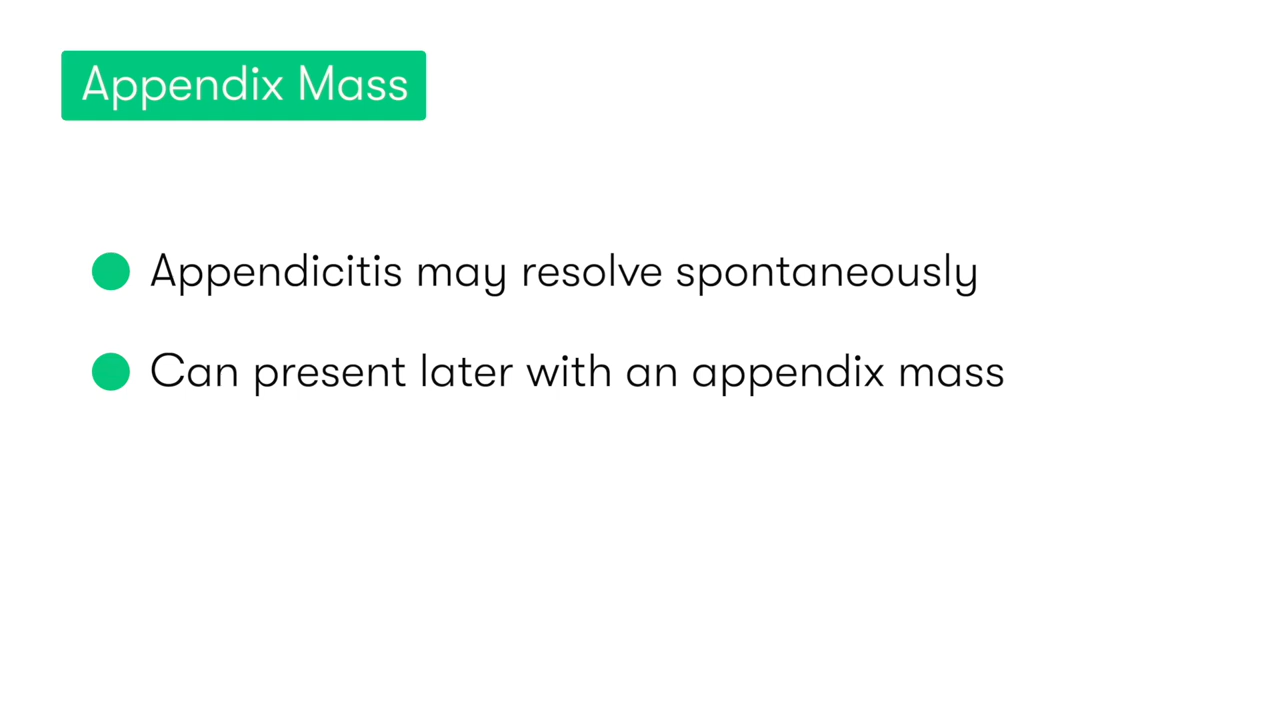 Appendix Mass
Appendicitis may resolve spontaneously
Can present later with an appendix mass